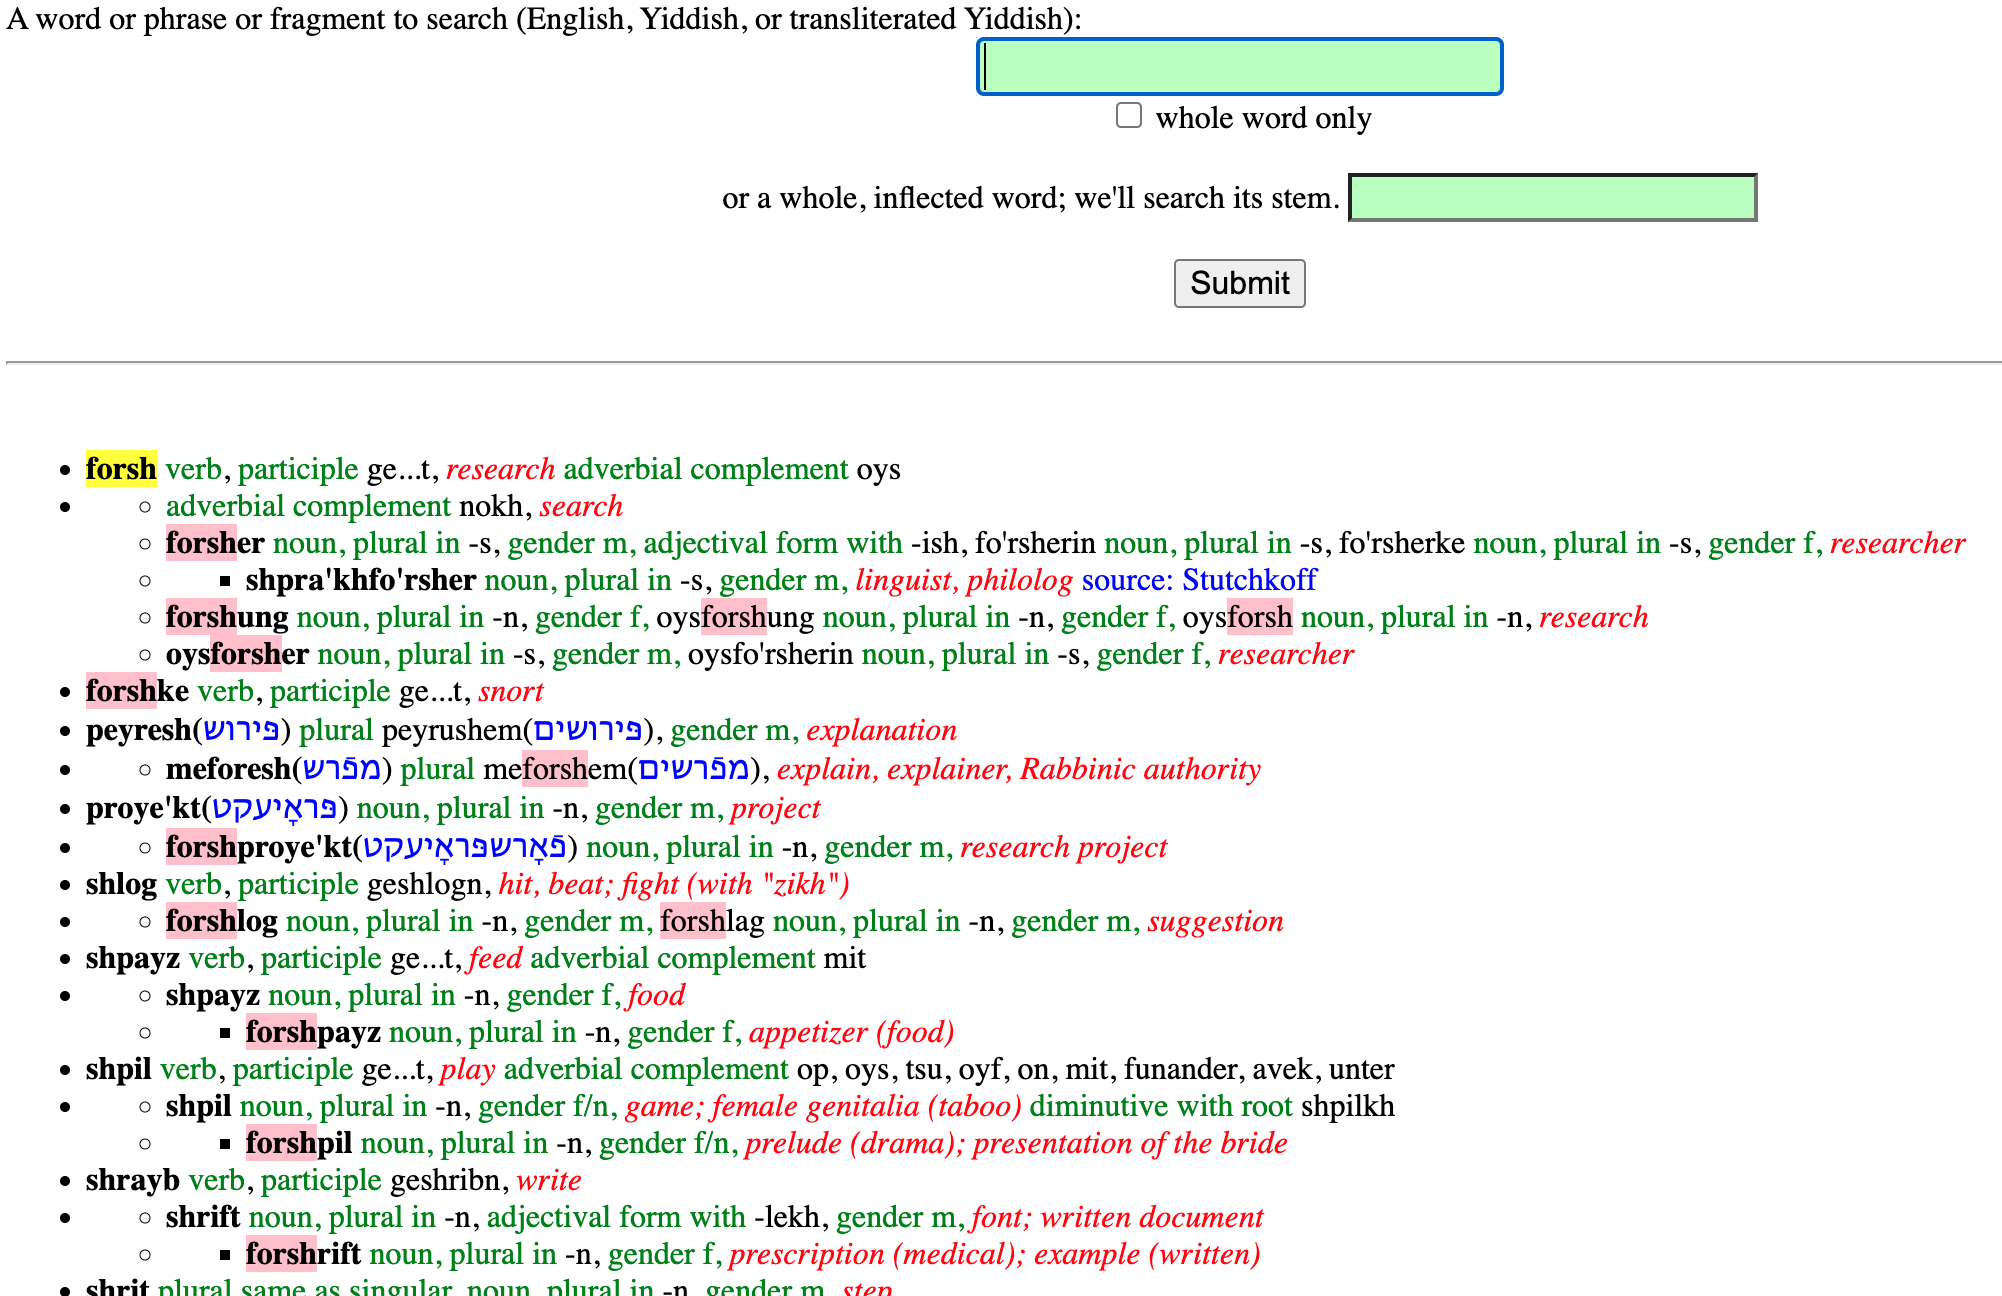 A word or phrase or fragment to search (English, Yiddish, or transliterated Yiddish):
whole word only
or a whole, inflected word; we'll search its stem.
Submit
forsh verb, participle ge...t, research adverbial complement oys
adverbial complement nokh, search
forsher noun, plural in -s, gender m, adjectival form with -ish, fo'rsherin noun, plural in -s, fo'rsherke noun, plural in -s, gender f, researcher
shpra'khfo'rsher noun, plural in -s, gender m, linguist, philolog source: Stutchkoff
forshung noun, plural in -n, gender f, oysforshung noun, plural in -n, gender f, oysforsh noun, plural in -n, research
oysforsher noun, plural in -s, gender m, oysfo'rsherin noun, plural in -s, gender f, researcher
forshke verb, participle ge...t, snort
peyresh(פּירוש) plural peyrushem(פּירושים), gender m, explanation
meforesh(מפֿרש) plural meforshem(מפֿרשים), explain, explainer, Rabbinic authority
proye'kt(פּראָיעקט) noun, plural in -n, gender m, project
forshproye'kt(פֿאָרשפּראָיעקט) noun, plural in -n, gender m, research project
shlog verb, participle geshlogn, hit, beat; fight (with "zikh")
forshlog noun, plural in -n, gender m, forshlag noun, plural in -n, gender m, suggestion
shpayz verb, participle ge...t, feed adverbial complement mit
shpayz noun, plural in -n, gender f, food
forshpayz noun, plural in -n, gender f, appetizer (food)
shpil verb, participle ge...t, play adverbial complement op, oys, tsu, oyf, on, mit, funander, avek, unter
shpil noun, plural in -n, gender f/n, game; female genitalia (taboo) diminutive with root shpilkh
forshpil noun, plural in -n, gender f/n, prelude (drama); presentation of the bride
shrayb verb, participle geshribn, write
shrift noun, plural in -n, adjectival form with -lekh, gender m, font; written document
forshrift noun, plural in -n, gender f, prescription (medical); example (written)
shrit plural same as singular, noun, plural in -n, gender m, step